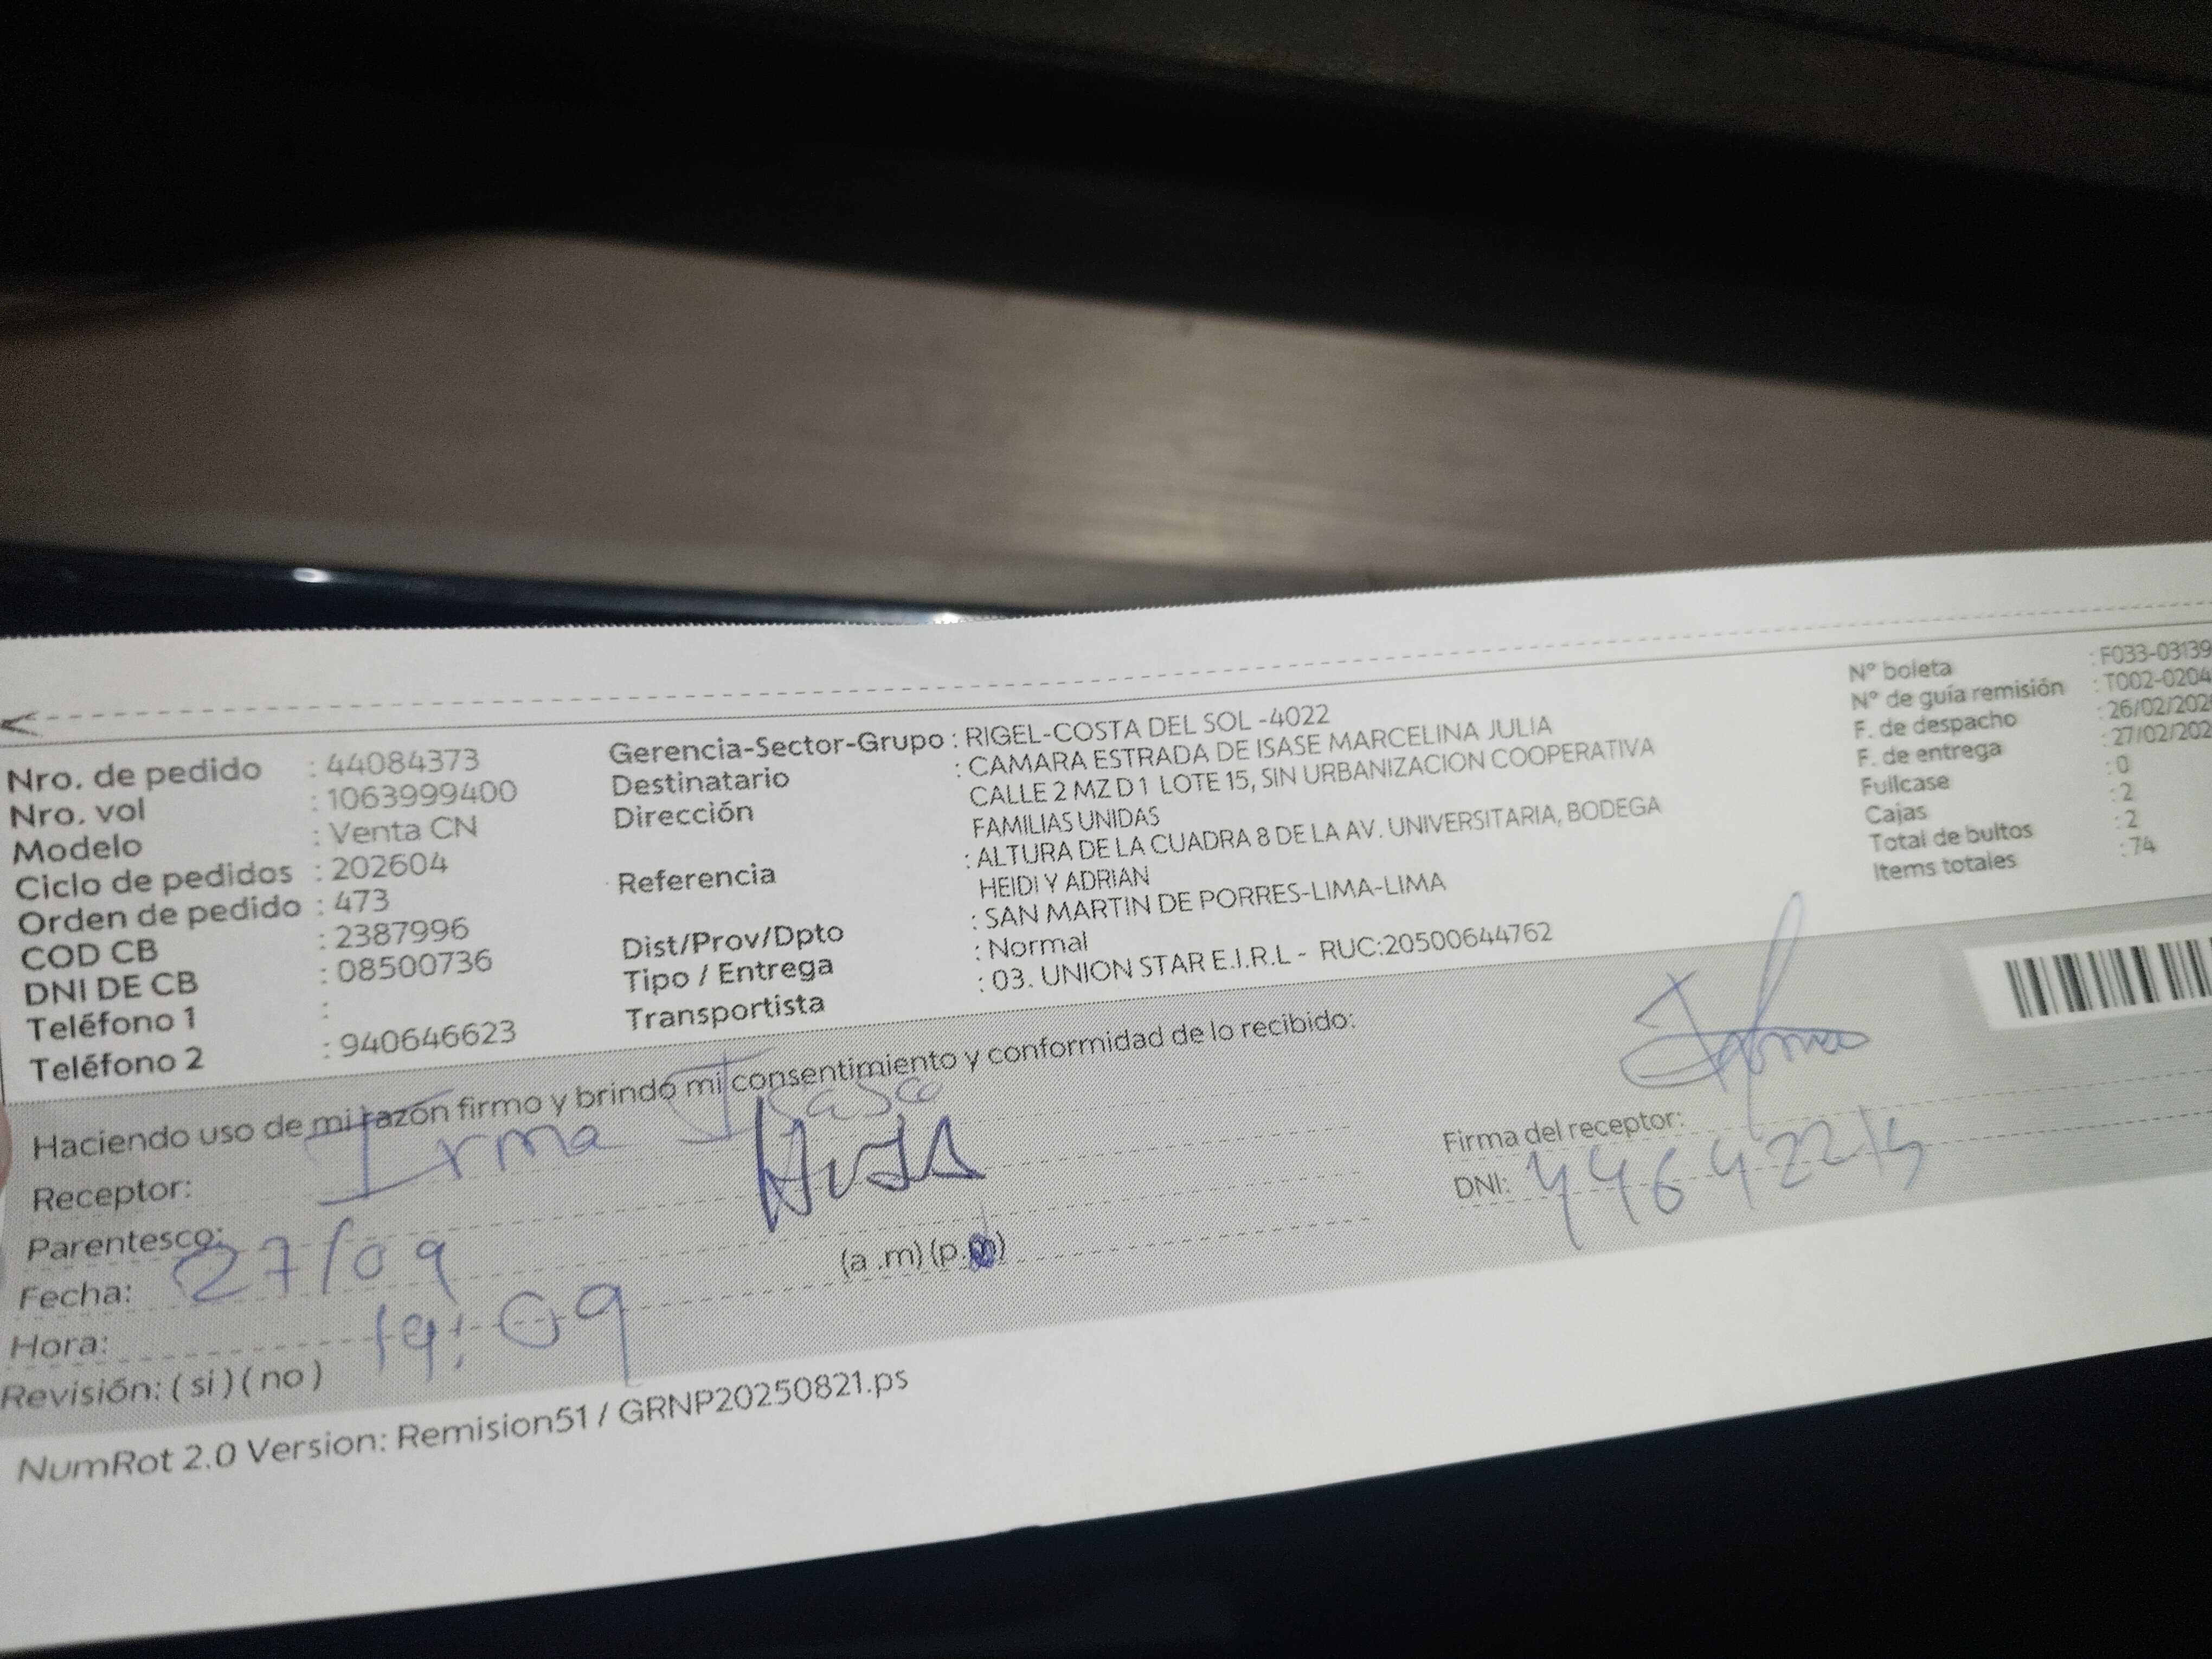 Nro. de pedido : 44084373
Nro. vol : 1063999400
Modelo : Venta CN
Ciclo de pedidos : 202604
Orden de pedido : 473
COD CB : 2387996
DNI DE CB : 08500736
Teléfono 1 :
Teléfono 2 : 940646623
Gerencia-Sector-Grupo : RIGEL-COSTA DEL SOL -4022
Destinatario : CAMARA ESTRADA DE ISASE MARCELINA JULIA
Dirección CALLE 2 MZ D 1 LOTE 15, SIN URBANIZACION COOPERATIVA
FAMILIAS UNIDAS
Referencia : ALTURA DE LA CUADRA 8 DE LA AV. UNIVERSITARIA, BODEGA
HEIDI Y ADRIAN
Dist/Prov/Dpto : SAN MARTIN DE PORRES-LIMA-LIMA
Tipo / Entrega : Normal
Transportista : 03. UNION STAR E.I.R.L - RUC:20500644762
N° boleta : F033-03139
N° de guía remisión : T002-0204
F. de despacho : 26/02/202
F. de entrega : 27/02/202
Fullcase : 0
Cajas : 2
Total de bultos : 2
Items totales : 74
Haciendo uso de mi razón firmo y brindo mi consentimiento y conformidad de lo recibido:
Receptor: Irma Isase
Parentesco:
Fecha: 27/09
Hora: 19:09 (a .m) (p.m)
Revisión: ( si ) ( no )
Firma del receptor:
DNI:
NumRot 2.0 Version: Remision51 / GRNP20250821.ps